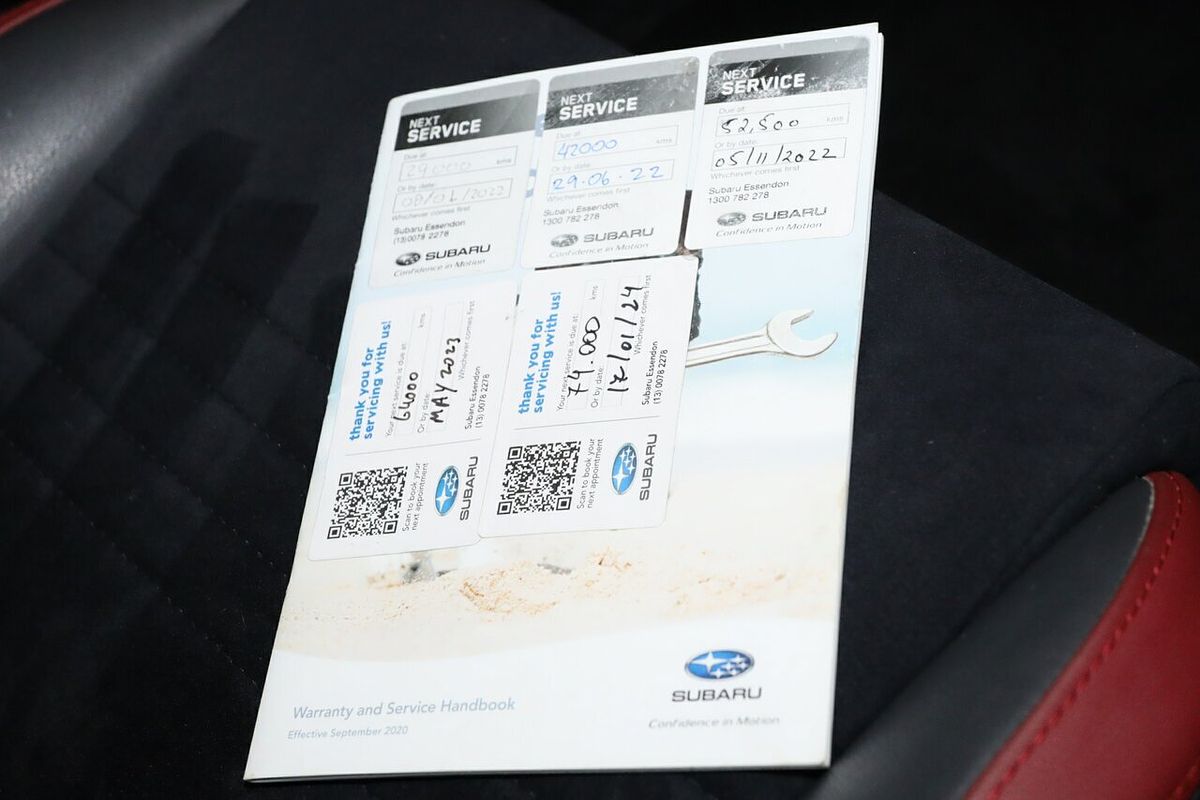 NEXT
SERVICE
Due at:
29000 kms
Or by date:
Whichever comes first
Subaru Essendon
(13) 0078 2278
SUBARU
Confidence in Motion
NEXT
SERVICE
Due at:
42000 kms
Or by date:
29.06.22
Whichever comes first
Subaru Essendon
1300 782 278
SUBARU
Confidence in Motion
NEXT
SERVICE
Due at:
52,500 kms
Or by date:
05/11/2022
Whichever comes first
Subaru Essendon
1300 782 278
SUBARU
Confidence in Motion
thank you for
servicing with us!
Your next service is due at:
64000 kms
Or by date:
MAY 2023
Whichever comes first
Subaru Essendon
(13) 0078 2278
Scan to book your
next appointment
SUBARU
thank you for
servicing with us!
Your next service is due at:
74.000 kms
Or by date:
17/01/24
Whichever comes first
Subaru Essendon
(13) 0078 2278
Scan to book your
next appointment
SUBARU
Warranty and Service Handbook
Effective September 2020
SUBARU
Confidence in Motion